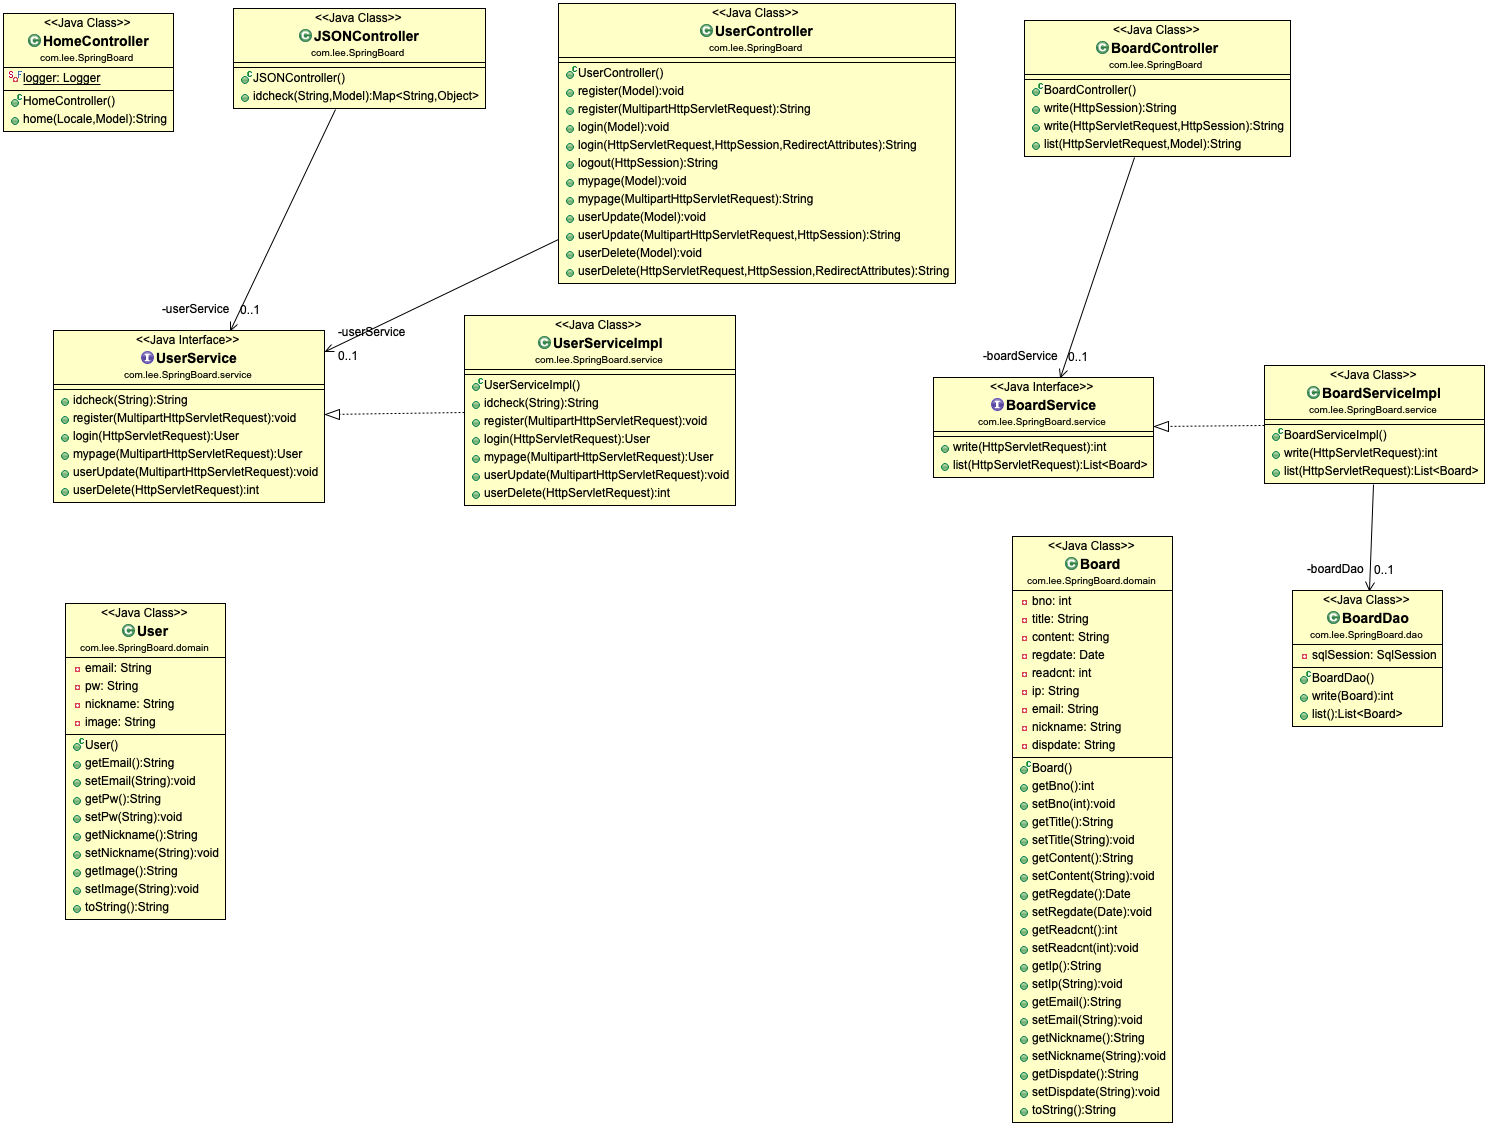 <<Java Class>>
HomeController
com.lee.SpringBoard
logger: Logger
HomeController()
home(Locale,Model):String
<<Java Class>>
JSONController
com.lee.SpringBoard
JSONController()
idcheck(String,Model):Map<String,Object>
<<Java Class>>
UserController
com.lee.SpringBoard
UserController()
register(Model):void
register(MultipartHttpServletRequest):String
login(Model):void
login(HttpServletRequest,HttpSession,RedirectAttributes):String
logout(HttpSession):String
mypage(Model):void
mypage(MultipartHttpServletRequest):String
userUpdate(Model):void
userUpdate(MultipartHttpServletRequest,HttpSession):String
userDelete(Model):void
userDelete(HttpServletRequest,HttpSession,RedirectAttributes):String
<<Java Class>>
BoardController
com.lee.SpringBoard
BoardController()
write(HttpSession):String
write(HttpServletRequest,HttpSession):String
list(HttpServletRequest,Model):String
-userService 0..1
-userService
0..1
-boardService 0..1
<<Java Interface>>
UserService
com.lee.SpringBoard.service
idcheck(String):String
register(MultipartHttpServletRequest):void
login(HttpServletRequest):User
mypage(MultipartHttpServletRequest):User
userUpdate(MultipartHttpServletRequest):void
userDelete(HttpServletRequest):int
<<Java Class>>
UserServiceImpl
com.lee.SpringBoard.service
UserServiceImpl()
idcheck(String):String
register(MultipartHttpServletRequest):void
login(HttpServletRequest):User
mypage(MultipartHttpServletRequest):User
userUpdate(MultipartHttpServletRequest):void
userDelete(HttpServletRequest):int
<<Java Interface>>
BoardService
com.lee.SpringBoard.service
write(HttpServletRequest):int
list(HttpServletRequest):List<Board>
<<Java Class>>
BoardServiceImpl
com.lee.SpringBoard.service
BoardServiceImpl()
write(HttpServletRequest):int
list(HttpServletRequest):List<Board>
-boardDao 0..1
<<Java Class>>
User
com.lee.SpringBoard.domain
email: String
pw: String
nickname: String
image: String
User()
getEmail():String
setEmail(String):void
getPw():String
setPw(String):void
getNickname():String
setNickname(String):void
getImage():String
setImage(String):void
toString():String
<<Java Class>>
Board
com.lee.SpringBoard.domain
bno: int
title: String
content: String
regdate: Date
readcnt: int
ip: String
email: String
nickname: String
dispdate: String
Board()
getBno():int
setBno(int):void
getTitle():String
setTitle(String):void
getContent():String
setContent(String):void
getRegdate():Date
setRegdate(Date):void
getReadcnt():int
setReadcnt(int):void
getIp():String
setIp(String):void
getEmail():String
setEmail(String):void
getNickname():String
setNickname(String):void
getDispdate():String
setDispdate(String):void
toString():String
<<Java Class>>
BoardDao
com.lee.SpringBoard.dao
sqlSession: SqlSession
BoardDao()
write(Board):int
list():List<Board>